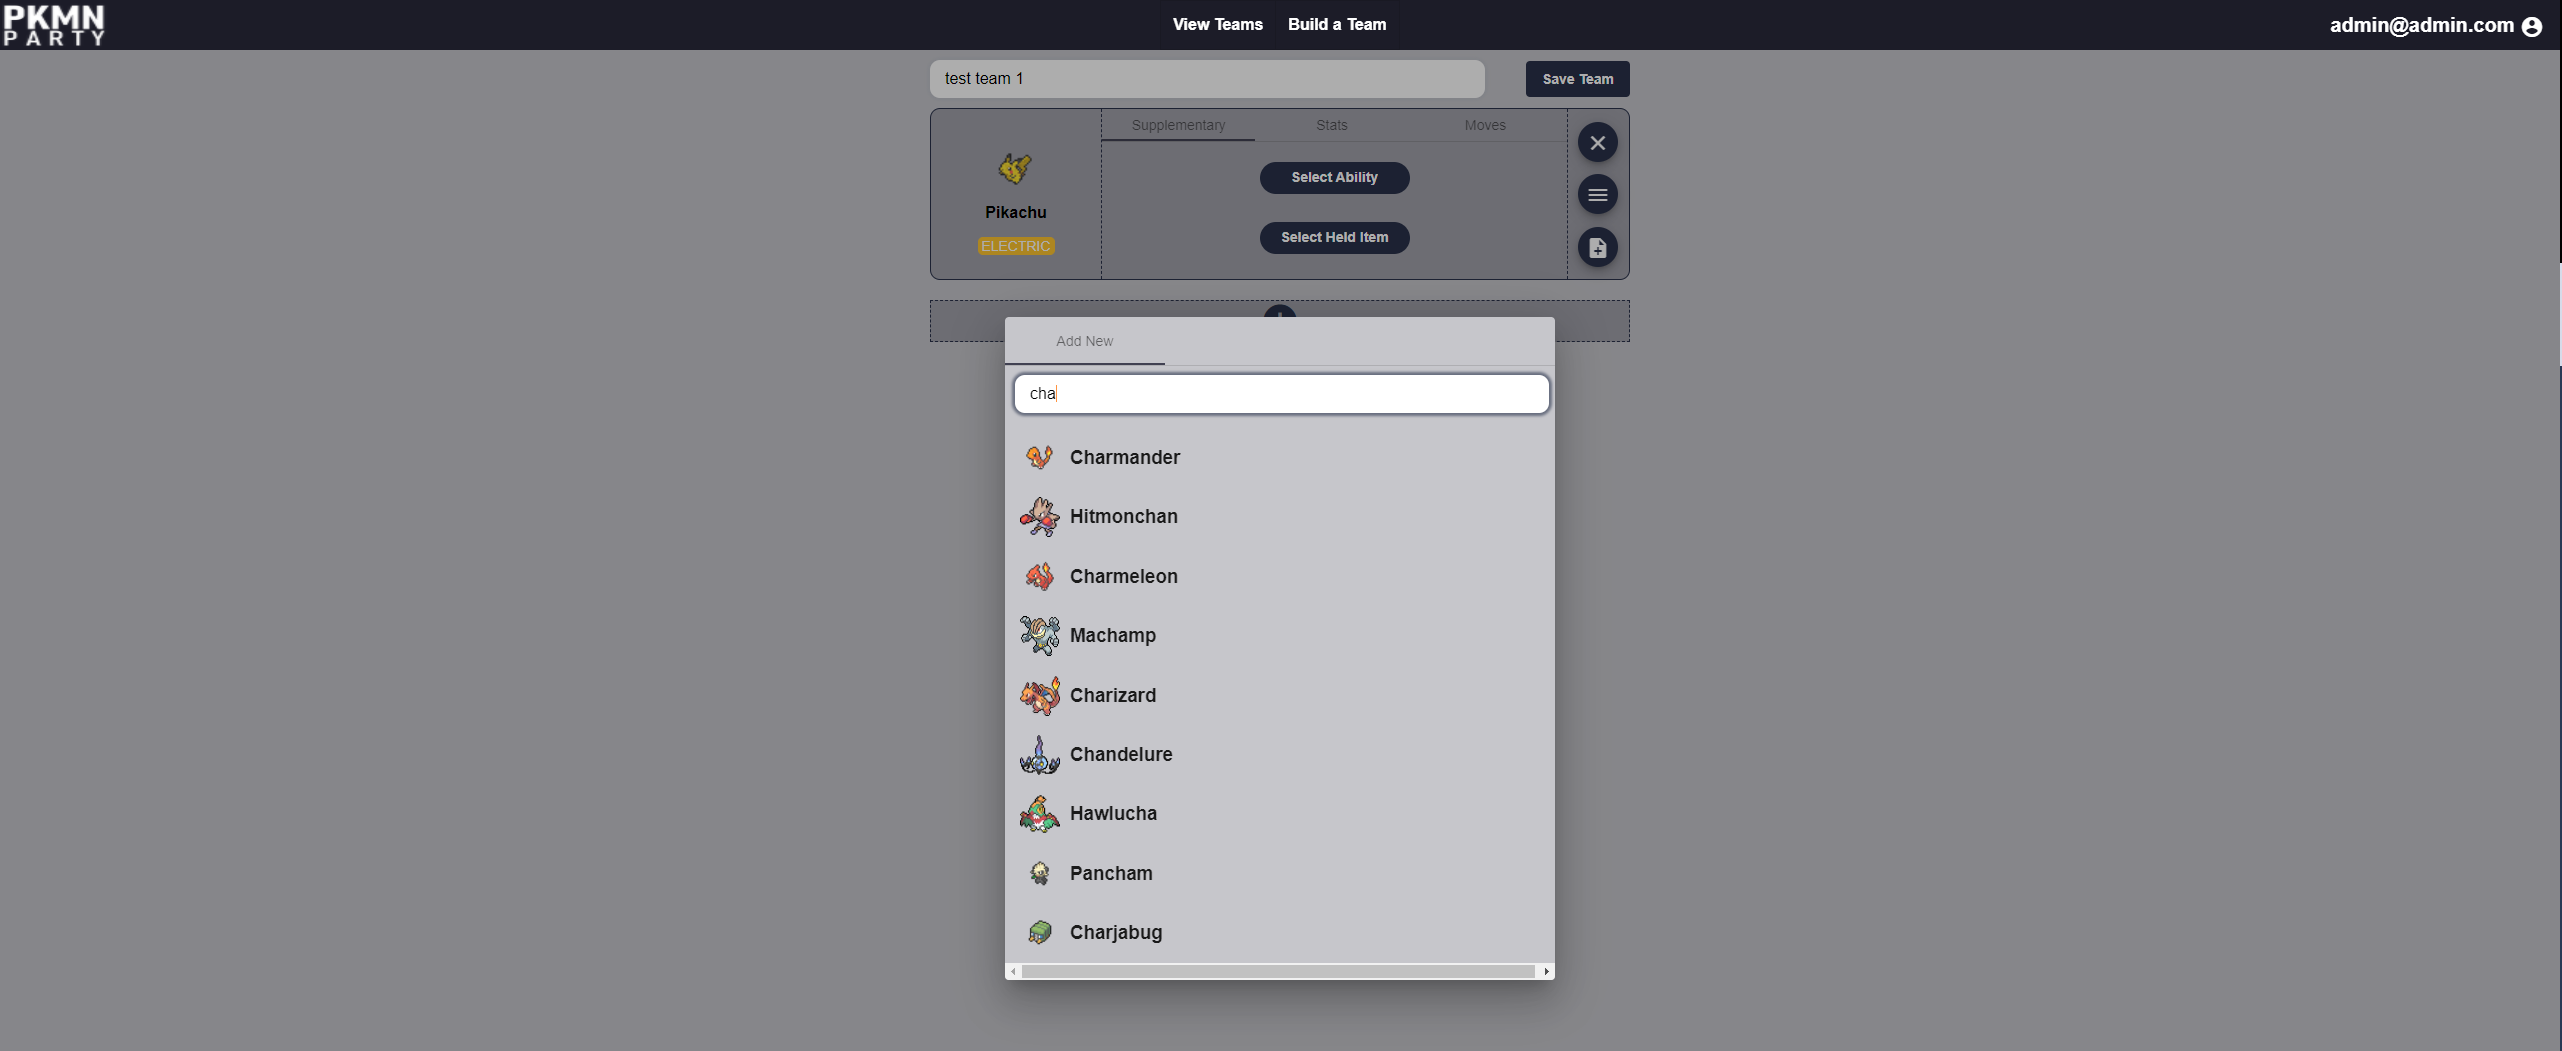 PKMN
PARTY
View Teams Build a Team
admin@admin.com
test team 1
Save Team
Supplementary Stats Moves
Select Ability
Pikachu
ELECTRIC
Select Held Item
Add New
cha
Charmander
Hitmonchan
Charmeleon
Machamp
Charizard
Chandelure
Hawlucha
Pancham
Charjabug